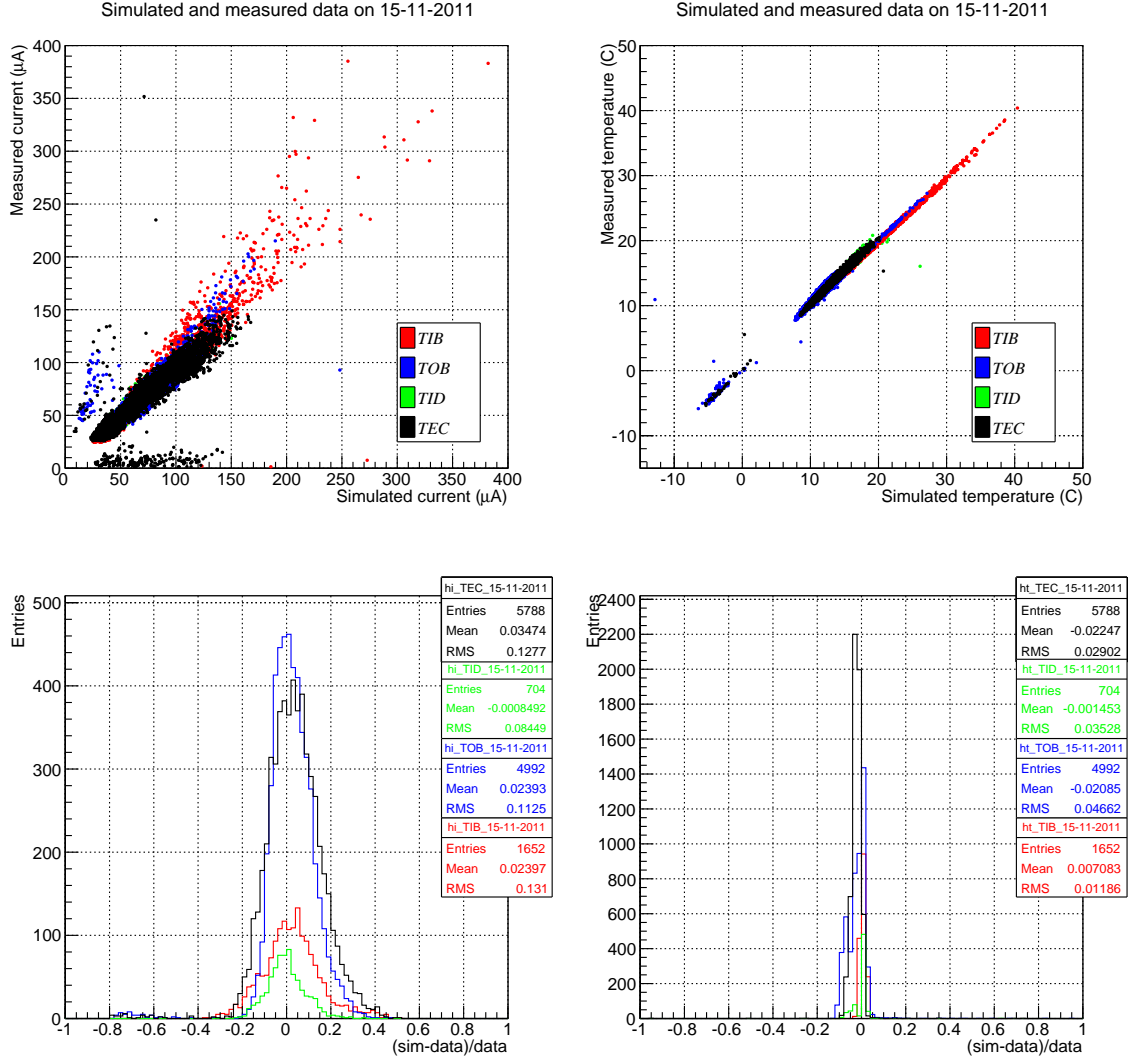 Simulated and measured data on 15-11-2011
Measured current (μA)
400
350
300
250
200
150
100
50
0
0 50 100 150 200 250 300 350 400
Simulated current (μA)
TIB
TOB
TID
TEC
Simulated and measured data on 15-11-2011
Measured temperature (C)
50
40
30
20
10
0
-10
-10 0 10 20 30 40 50
Simulated temperature (C)
TIB
TOB
TID
TEC
Entries
500
400
300
200
100
0
-1 -0.8 -0.6 -0.4 -0.2 0 0.2 0.4 0.6 0.8 1
(sim-data)/data
hi_TEC_15-11-2011
Entries 5788
Mean 0.03474
RMS 0.1277
hi_TID_15-11-2011
Entries 704
Mean -0.0008492
RMS 0.08449
hi_TOB_15-11-2011
Entries 4992
Mean 0.02393
RMS 0.1125
hi_TIB_15-11-2011
Entries 1652
Mean 0.02397
RMS 0.131
Entries
2400
2200
2000
1800
1600
1400
1200
1000
800
600
400
200
0
-1 -0.8 -0.6 -0.4 -0.2 0 0.2 0.4 0.6 0.8 1
(sim-data)/data
ht_TEC_15-11-2011
Entries 5788
Mean -0.02247
RMS 0.02902
ht_TID_15-11-2011
Entries 704
Mean -0.001453
RMS 0.03528
ht_TOB_15-11-2011
Entries 4992
Mean -0.02085
RMS 0.04662
ht_TIB_15-11-2011
Entries 1652
Mean 0.007083
RMS 0.01186